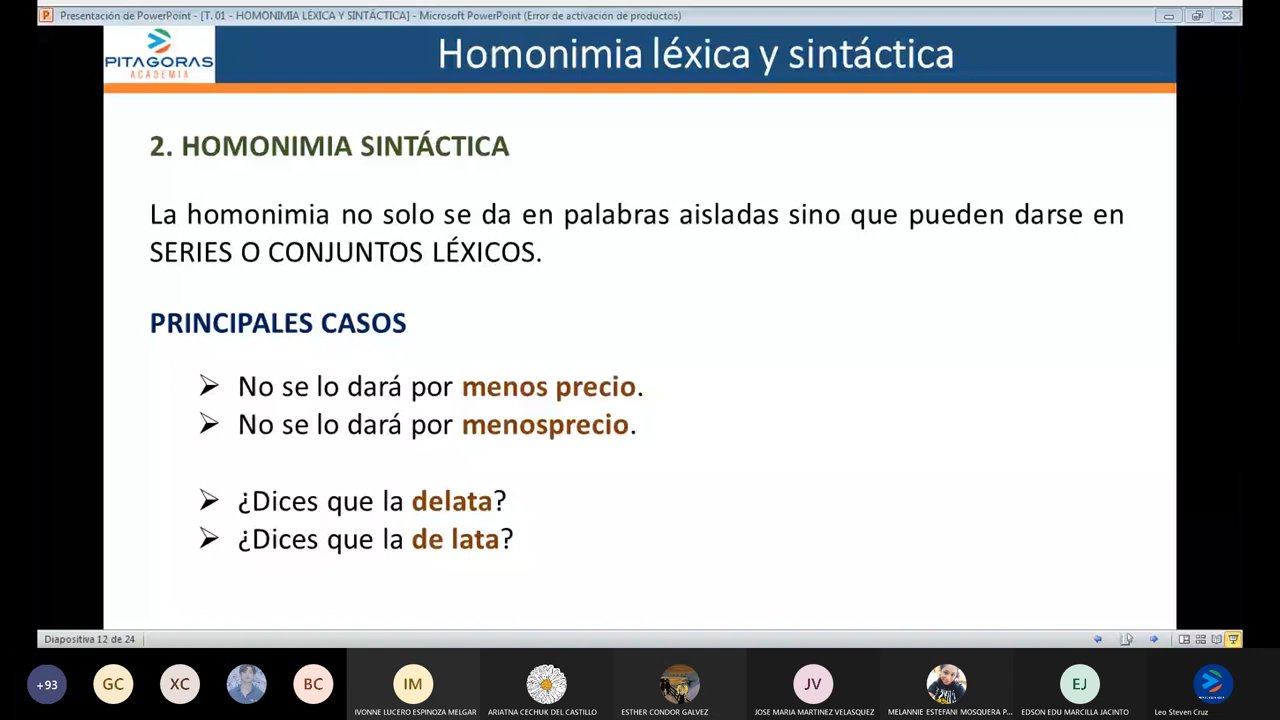 Presentación de PowerPoint - [T. 01 - HOMONIMIA LÉXICA Y SINTÁCTICA] - Microsoft PowerPoint (Error de activación de productos)
PITAGORAS
ACADEMIA
Homonimia léxica y sintáctica
2. HOMONIMIA SINTÁCTICA
La homonimia no solo se da en palabras aisladas sino que pueden darse en
SERIES O CONJUNTOS LÉXICOS.
PRINCIPALES CASOS
No se lo dará por menos precio.
No se lo dará por menosprecio.
¿Dices que la delata?
¿Dices que la de lata?
Diapositiva 12 de 24
+93
GC
XC
BC
IM
JV
EJ
IVONNE LUCERO ESPINOZA MELGAR
ARIATNA CECHUK DEL CASTILLO
ESTHER CONDOR GALVEZ
JOSE MARIA MARTINEZ VELASQUEZ
MELANNIE ESTEFANI MOSQUERA P...
EDSON EDU MARCILLA JACINTO
Leo Steven Cruz